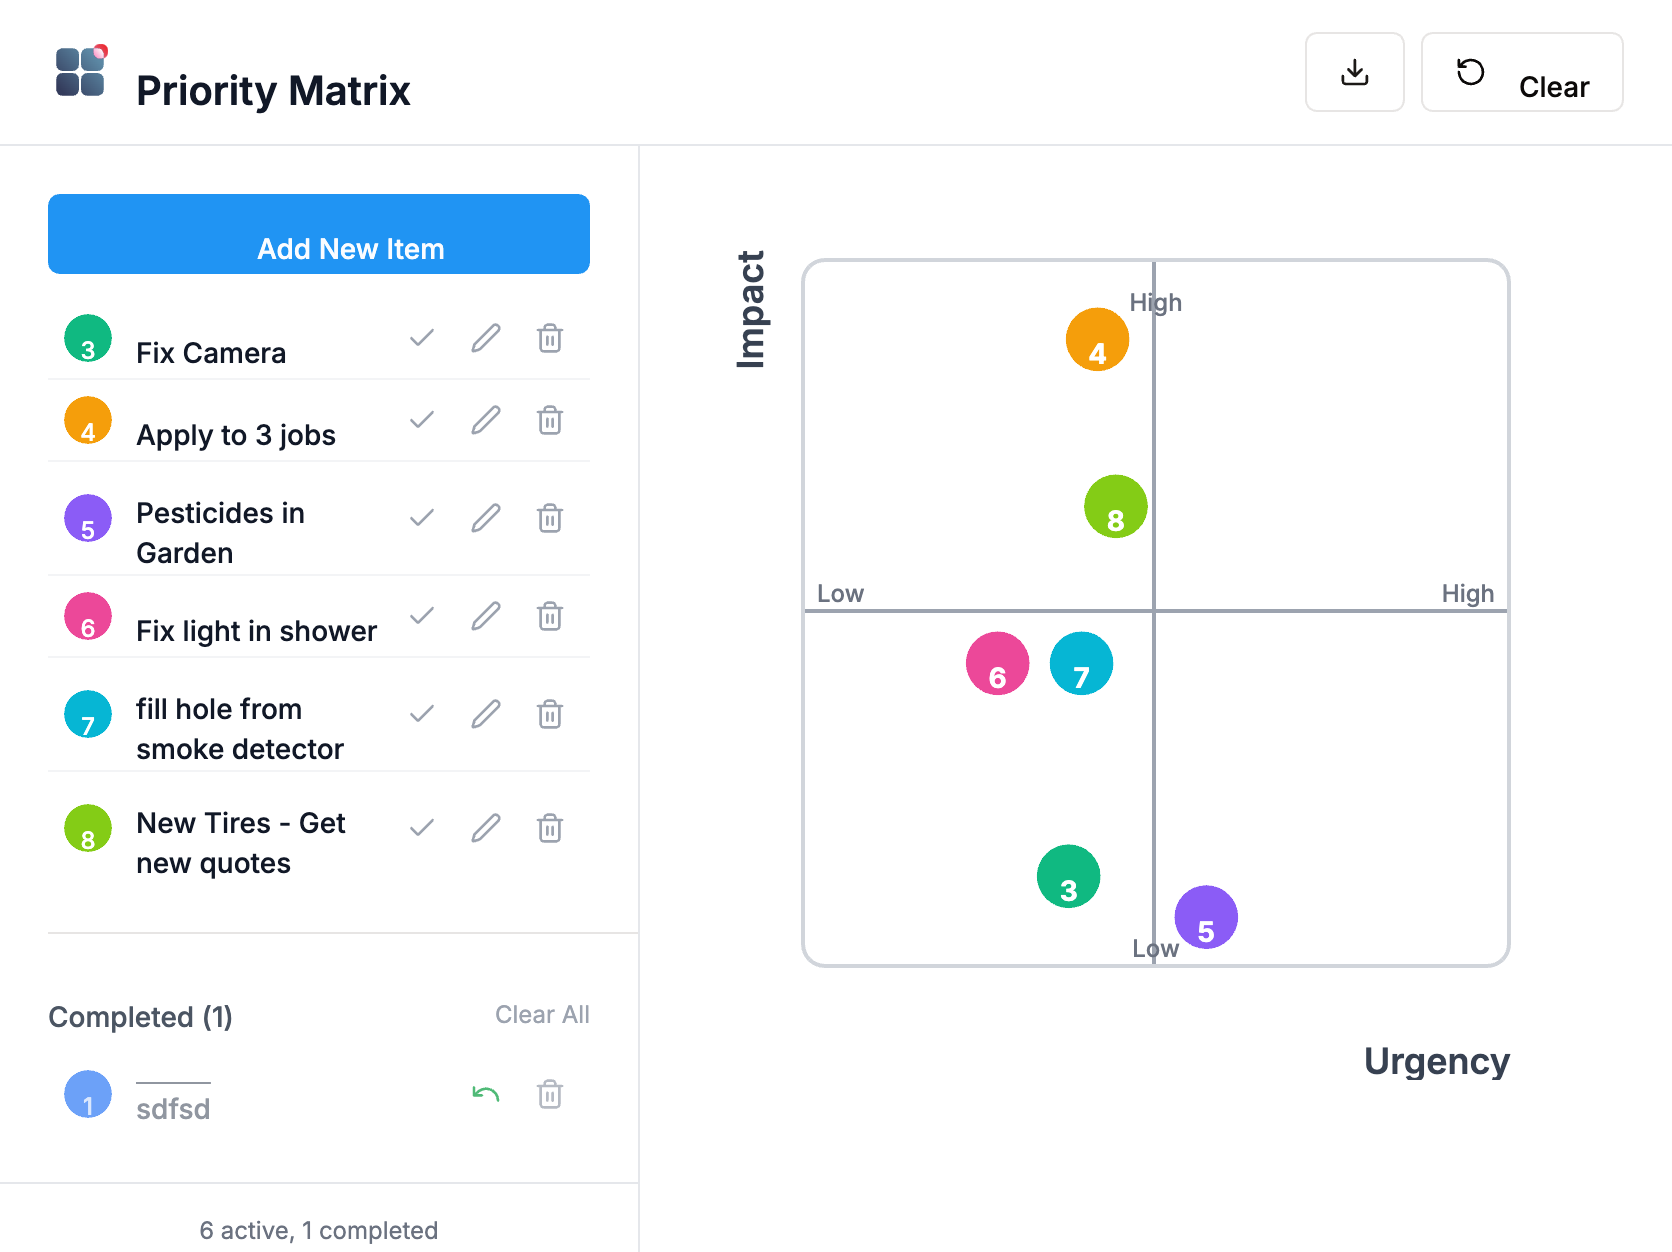 Priority Matrix
Clear
Add New Item
3
Fix Camera
4
Apply to 3 jobs
5
Pesticides in
Garden
6
Fix light in shower
7
fill hole from
smoke detector
8
New Tires - Get
new quotes
Completed (1)
Clear All
1
sdfsd
6 active, 1 completed
Impact
High
4
8
Low
High
6
7
3
5
Low
Urgency